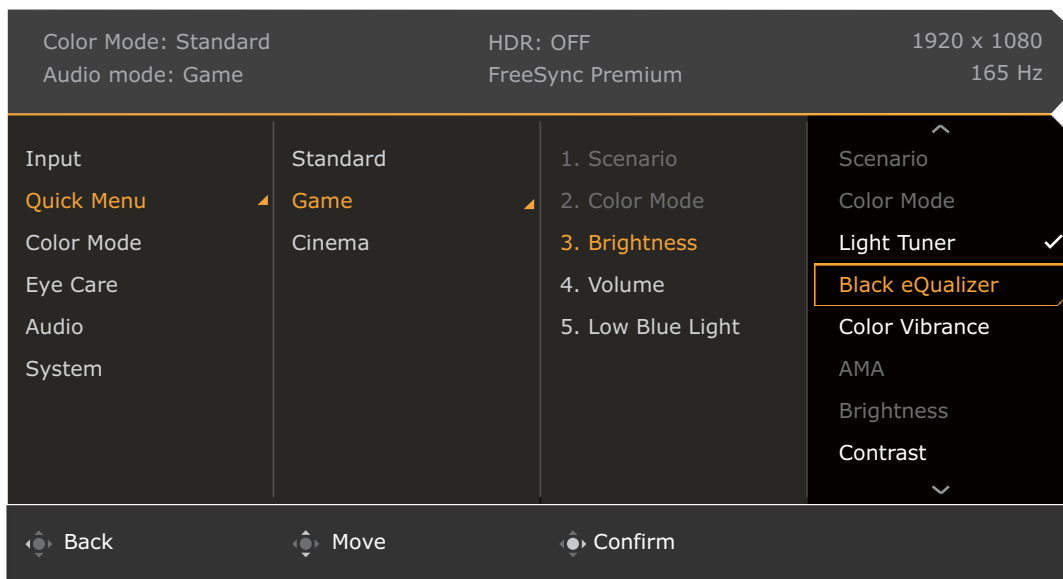 Color Mode: Standard
Audio mode: Game
HDR: OFF
FreeSync Premium
1920 x 1080
165 Hz
Input
Quick Menu
Color Mode
Eye Care
Audio
System
Standard
Game
Cinema
1. Scenario
2. Color Mode
3. Brightness
4. Volume
5. Low Blue Light
Scenario
Color Mode
Light Tuner
Black eQualizer
Color Vibrance
AMA
Brightness
Contrast
Back
Move
Confirm